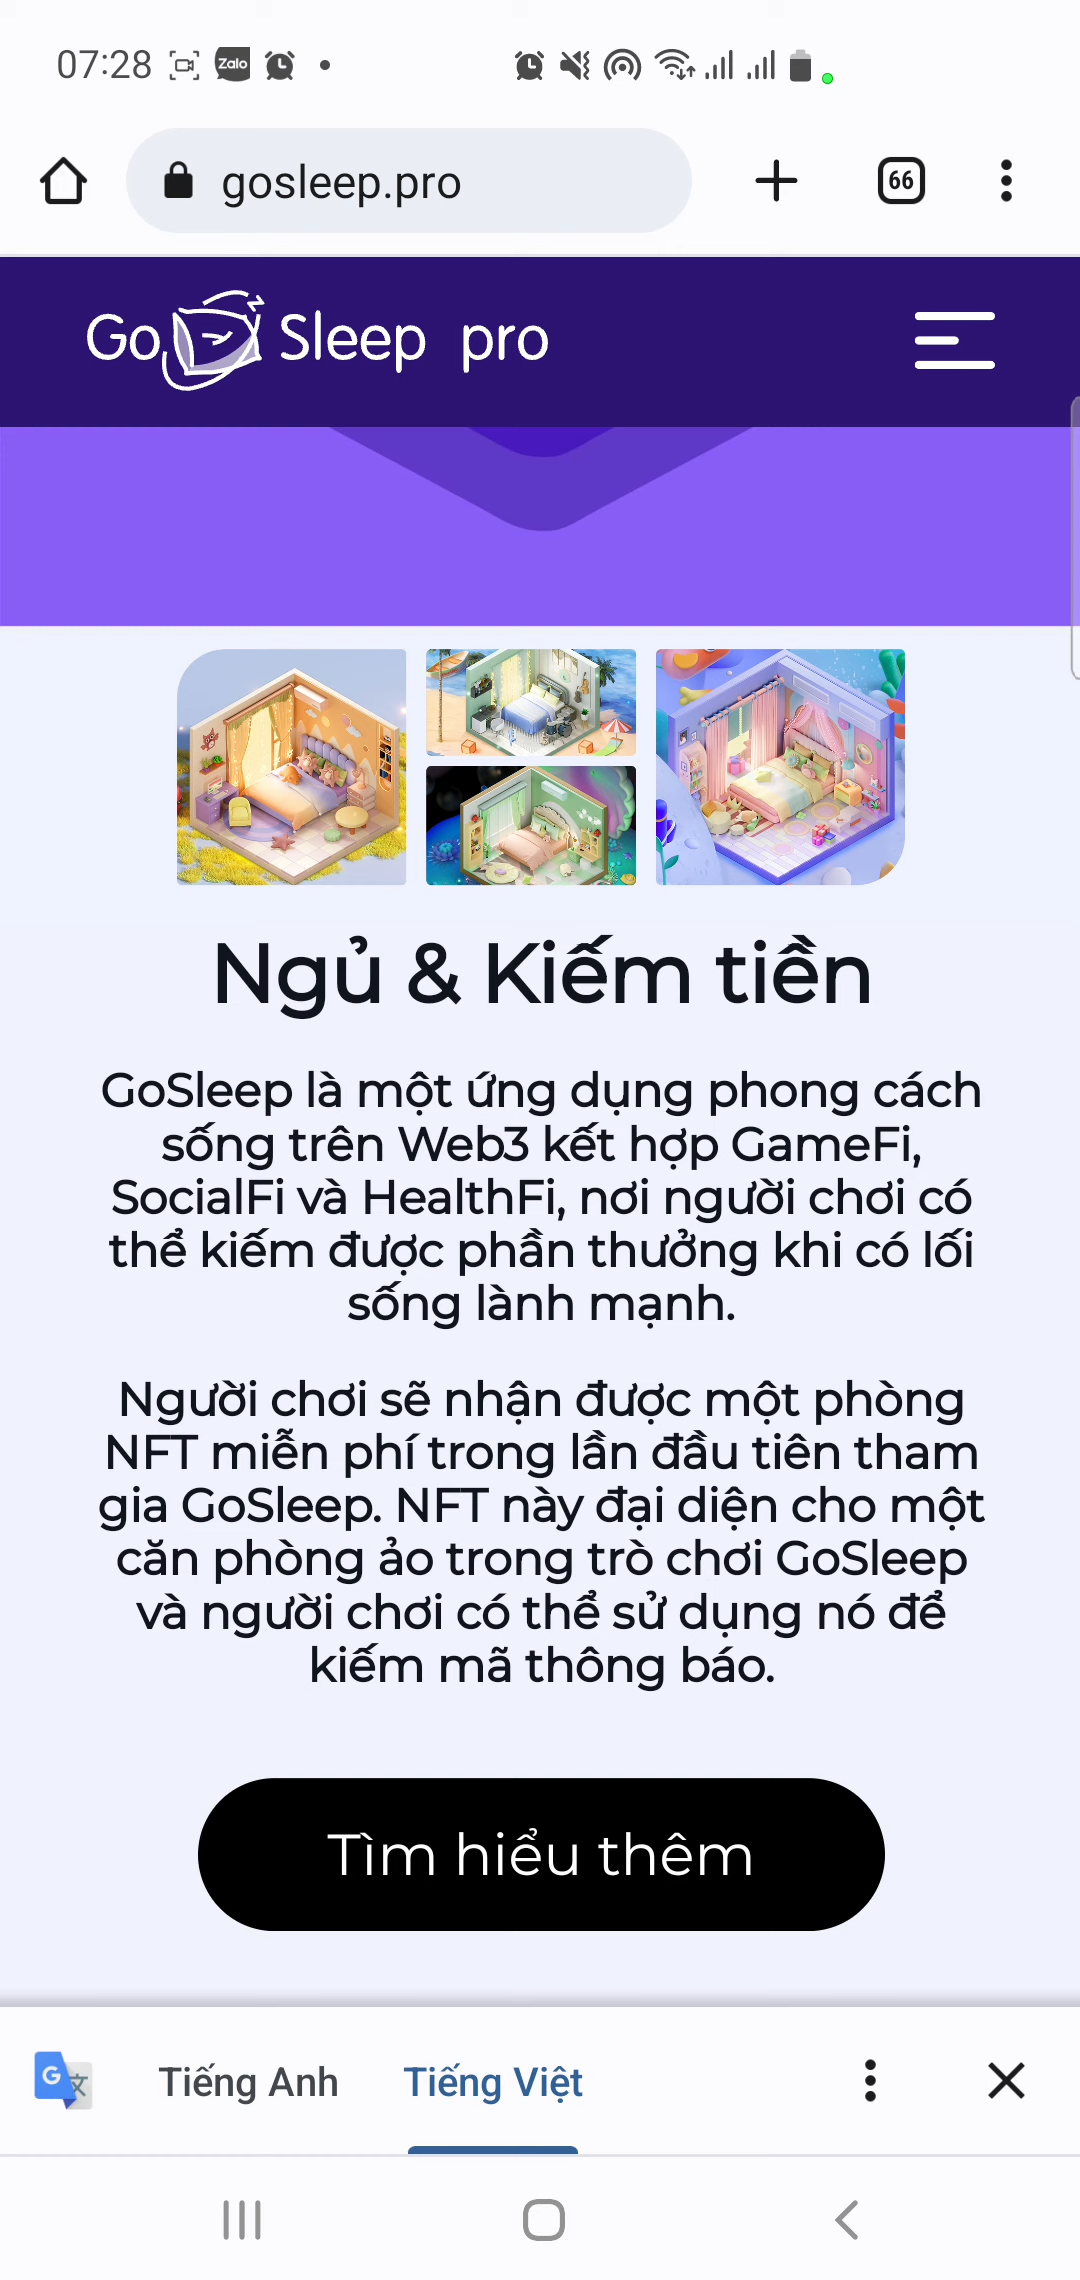 07:28 Zalo
gosleep.pro
66
Go Sleep pro
Ngủ & Kiếm tiền
GoSleep là một ứng dụng phong cách
sống trên Web3 kết hợp GameFi,
SocialFi và HealthFi, nơi người chơi có
thể kiếm được phần thưởng khi có lối
sống lành mạnh.
Người chơi sẽ nhận được một phòng
NFT miễn phí trong lần đầu tiên tham
gia GoSleep. NFT này đại diện cho một
căn phòng ảo trong trò chơi GoSleep
và người chơi có thể sử dụng nó để
kiếm mã thông báo.
Tìm hiểu thêm
G 文 Tiếng Anh Tiếng Việt